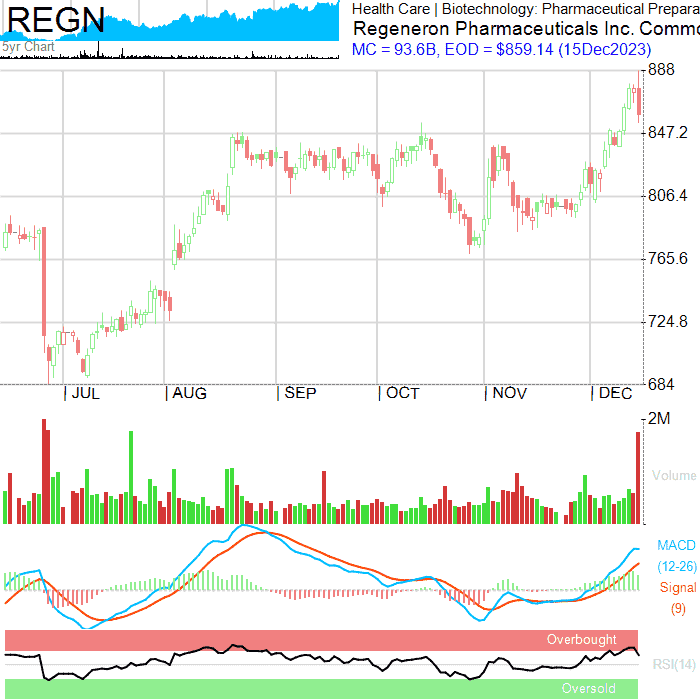 REGN
5yr Chart
Health Care | Biotechnology: Pharmaceutical Prepara
Regeneron Pharmaceuticals Inc. Commo
MC = 93.6B, EOD = $859.14 (15Dec2023)
888
847.2
806.4
765.6
724.8
684
JUL
AUG
SEP
OCT
NOV
DEC
2M
Volume
MACD
(12-26)
Signal
(9)
Overbought
RSI(14)
Oversold